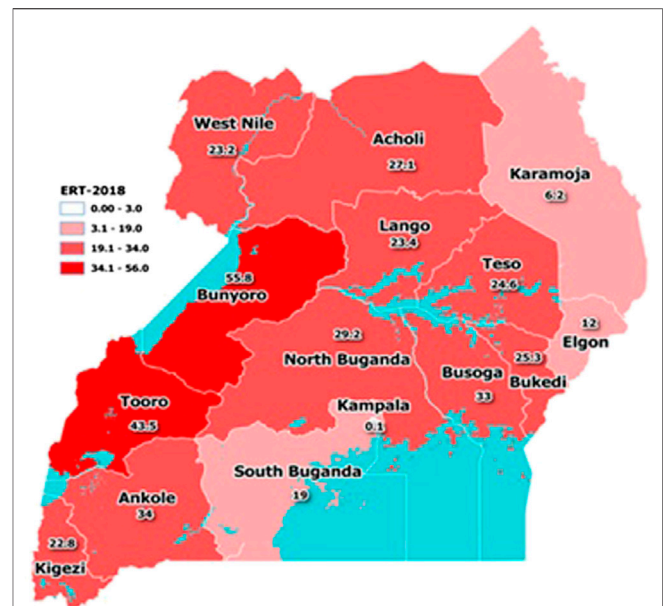 West Nile
23.2
Acholi
27.1
Karamoja
6.2
ERT-2018
0.00 - 3.0
3.1 - 19.0
19.1 - 34.0
34.1 - 56.0
Lango
23.4
Teso
24.6
55.8
Bunyoro
12
Elgon
29.2
North Buganda
25.3
Bukedi
Busoga
33
Tooro
43.5
Kampala
0.1
South Buganda
19
Ankole
34
22.8
Kigezi